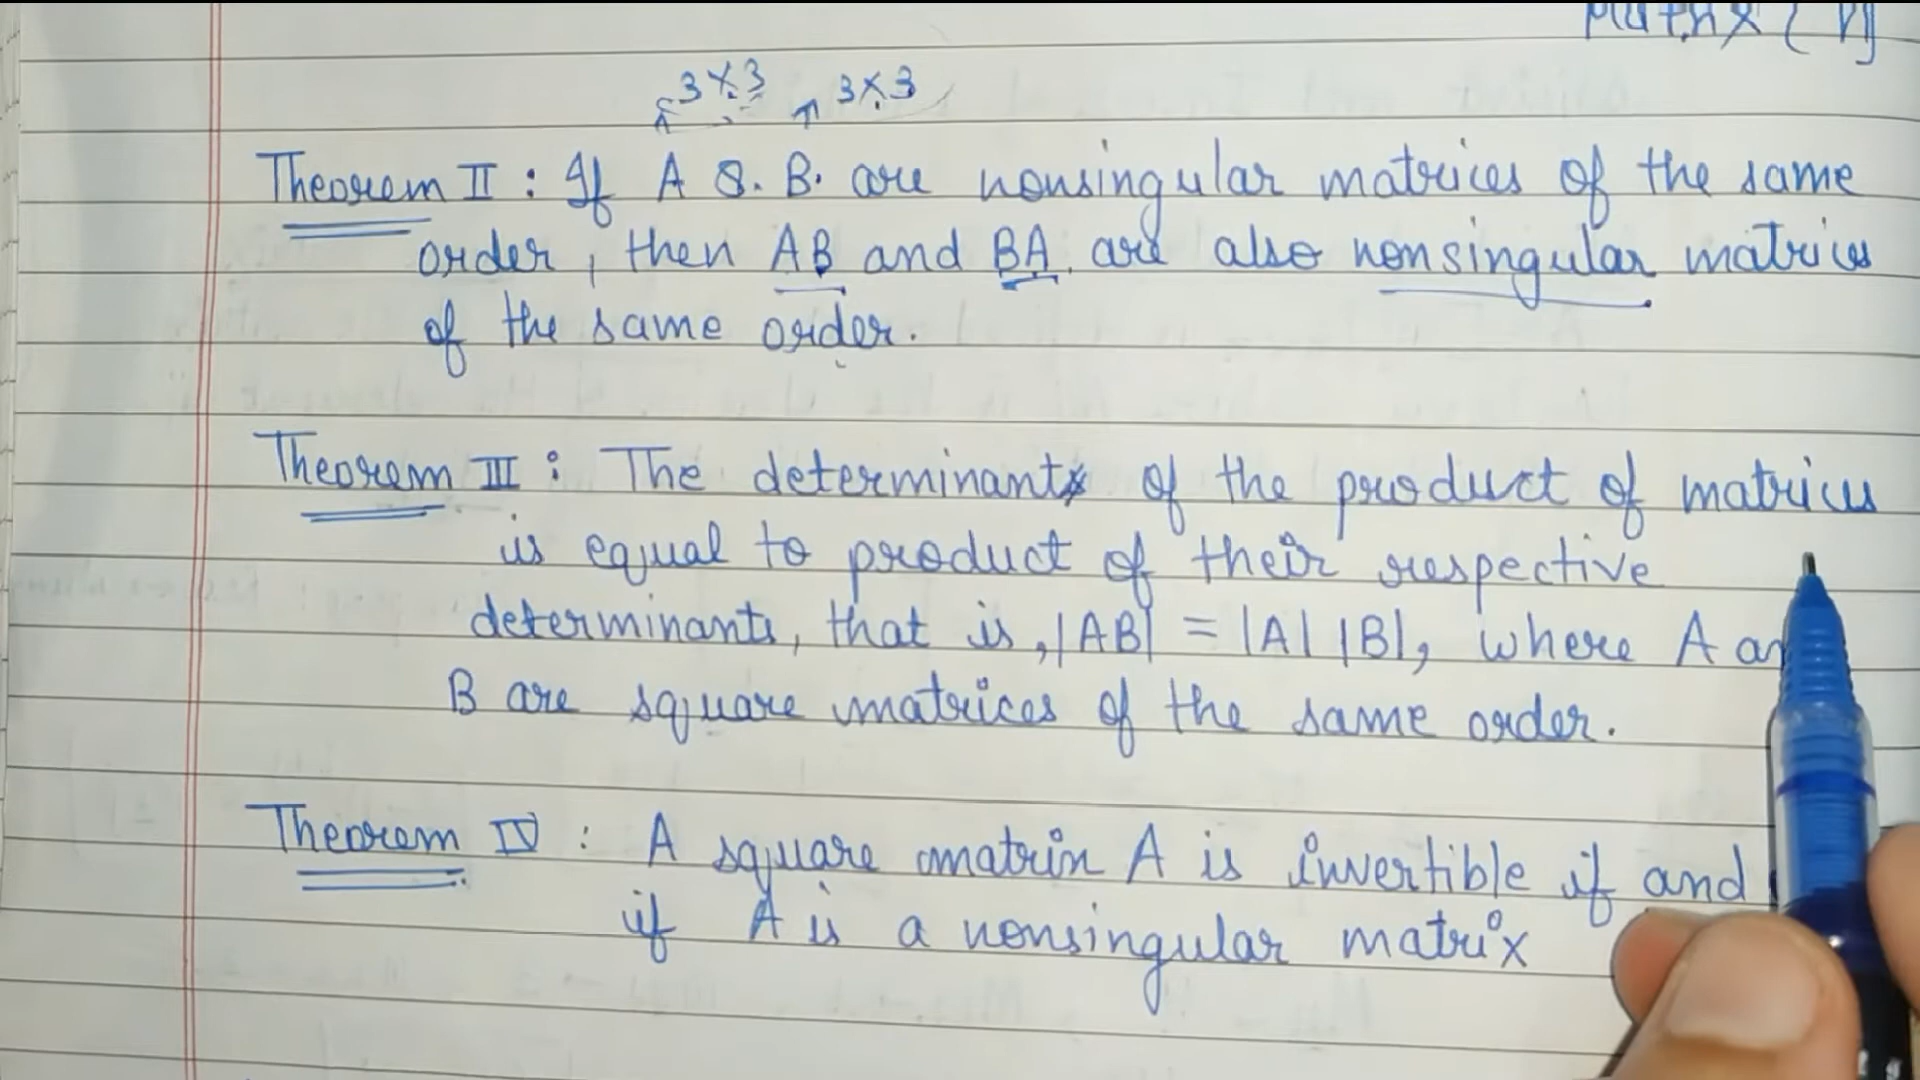 Matrix
3×3 3×3
Theorem II : If A & B. are nonsingular matrices of the same
order, then AB and BA are also nonsingular matrices
of the same order.
Theorem III : The determinant of the product of matrices
is equal to product of their respective
determinants, that is, |AB| = |A| |B|, where A
B are square matrices of the same order.
Theorem IV : A square matrix A is invertible if and
if A is a nonsingular matrix